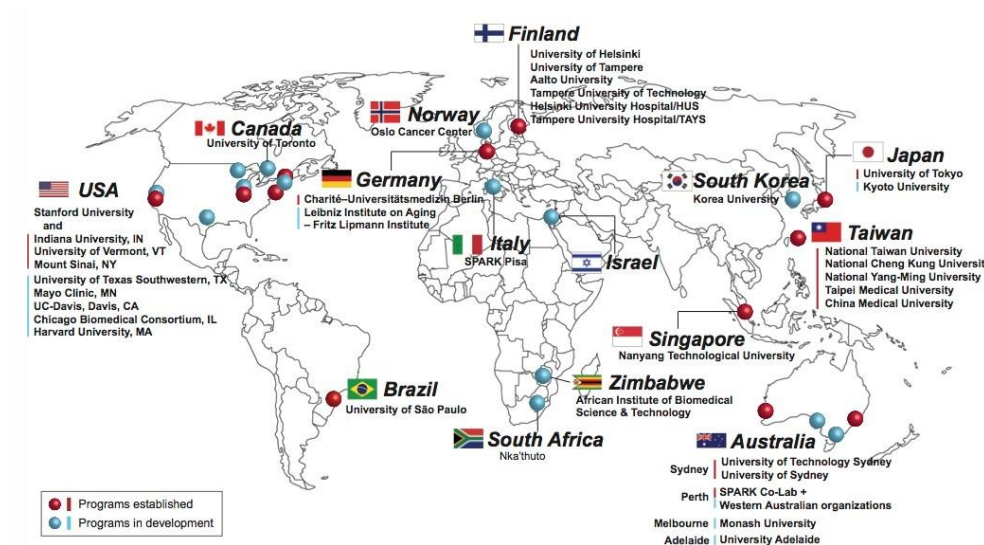 Finland
University of Helsinki
University of Tampere
Aalto University
Tampere University of Technology
Helsinki University Hospital/HUS
Tampere University Hospital/TAYS
Norway
Oslo Cancer Center
Canada
University of Toronto
USA
Stanford University
and
Indiana University, IN
University of Vermont, VT
Mount Sinai, NY
University of Texas Southwestern, TX
Mayo Clinic, MN
UC-Davis, Davis, CA
Chicago Biomedical Consortium, IL
Harvard University, MA
Germany
Charité–Universitätsmedizin Berlin
Leibniz Institute on Aging
– Fritz Lipmann Institute
Italy
SPARK Pisa
Israel
South Korea
Korea University
Japan
University of Tokyo
Kyoto University
Taiwan
National Taiwan University
National Cheng Kung Universit
National Yang-Ming University
Taipei Medical University
China Medical University
Singapore
Nanyang Technological University
Brazil
University of São Paulo
Zimbabwe
African Institute of Biomedical
Science & Technology
South Africa
Nka'thuto
Australia
Sydney
University of Technology Sydney
University of Sydney
Perth
SPARK Co-Lab +
Western Australian organizations
Melbourne
Monash University
Adelaide
University Adelaide
Programs established
Programs in development